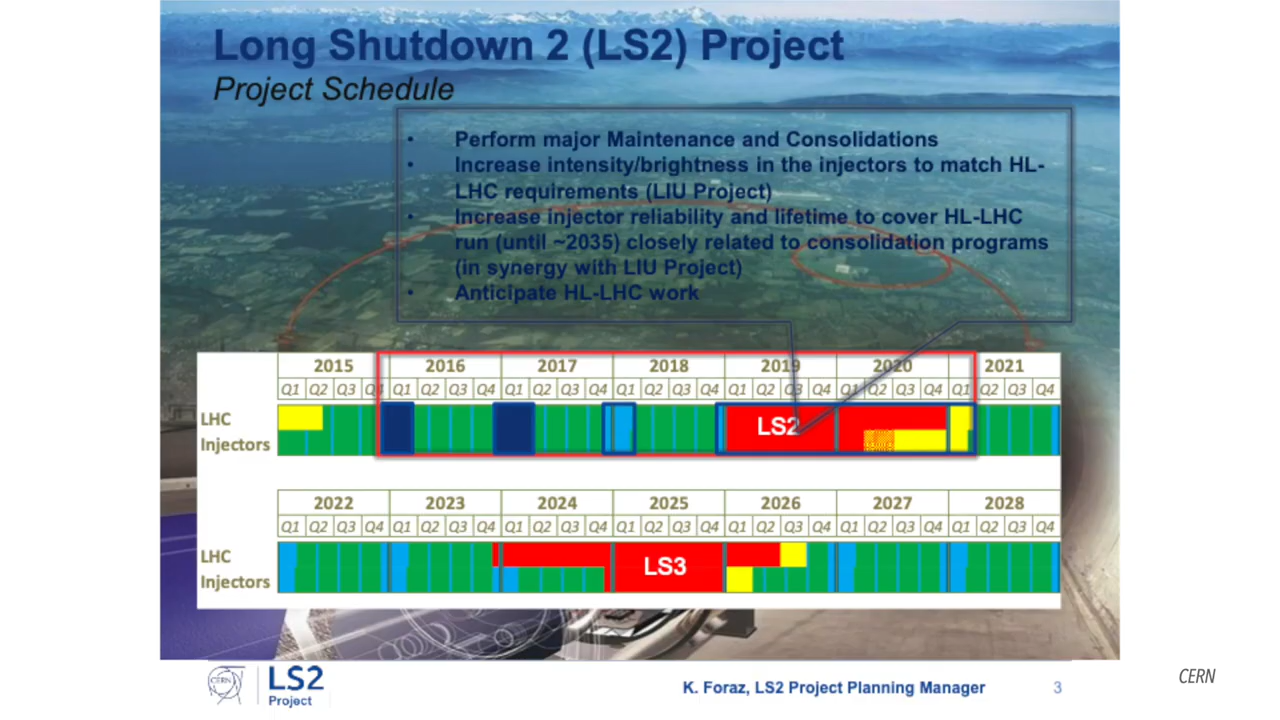 Long Shutdown 2 (LS2) Project
Project Schedule
• Perform major Maintenance and Consolidations
• Increase intensity/brightness in the injectors to match HL-
LHC requirements (LIU Project)
• Increase injector reliability and lifetime to cover HL-LHC
run (until ~2035) closely related to consolidation programs
(in synergy with LIU Project)
• Anticipate HL-LHC work
2015 2016 2017 2018 2019 2020 2021
Q1 Q2 Q3 Q4 Q1 Q2 Q3 Q4 Q1 Q2 Q3 Q4 Q1 Q2 Q3 Q4 Q1 Q2 Q3 Q4 Q1 Q2 Q3 Q4 Q1 Q2 Q3 Q4
LHC
LS2
Injectors
2022 2023 2024 2025 2026 2027 2028
Q1 Q2 Q3 Q4 Q1 Q2 Q3 Q4 Q1 Q2 Q3 Q4 Q1 Q2 Q3 Q4 Q1 Q2 Q3 Q4 Q1 Q2 Q3 Q4 Q1 Q2 Q3 Q4
LHC
LS3
Injectors
CERN
LS2
Project
K. Foraz, LS2 Project Planning Manager 3
CERN